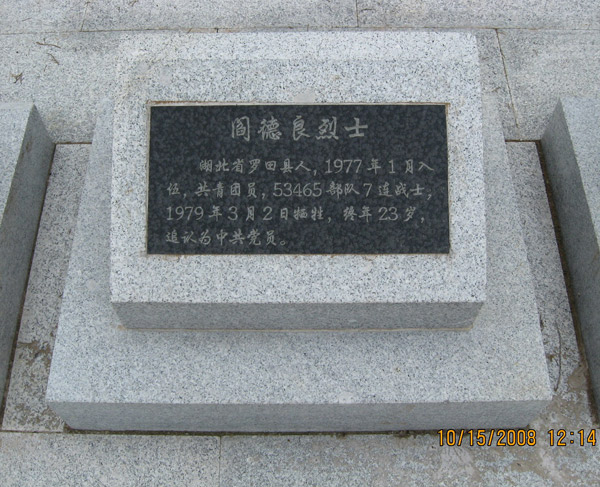 阎德良烈士
湖北省罗田县人，1977年1月入
伍，共青团员，53465部队7连战士，
1979年3月2日牺牲，终年23岁，
追认为中共党员。
10/15/2008 12:14